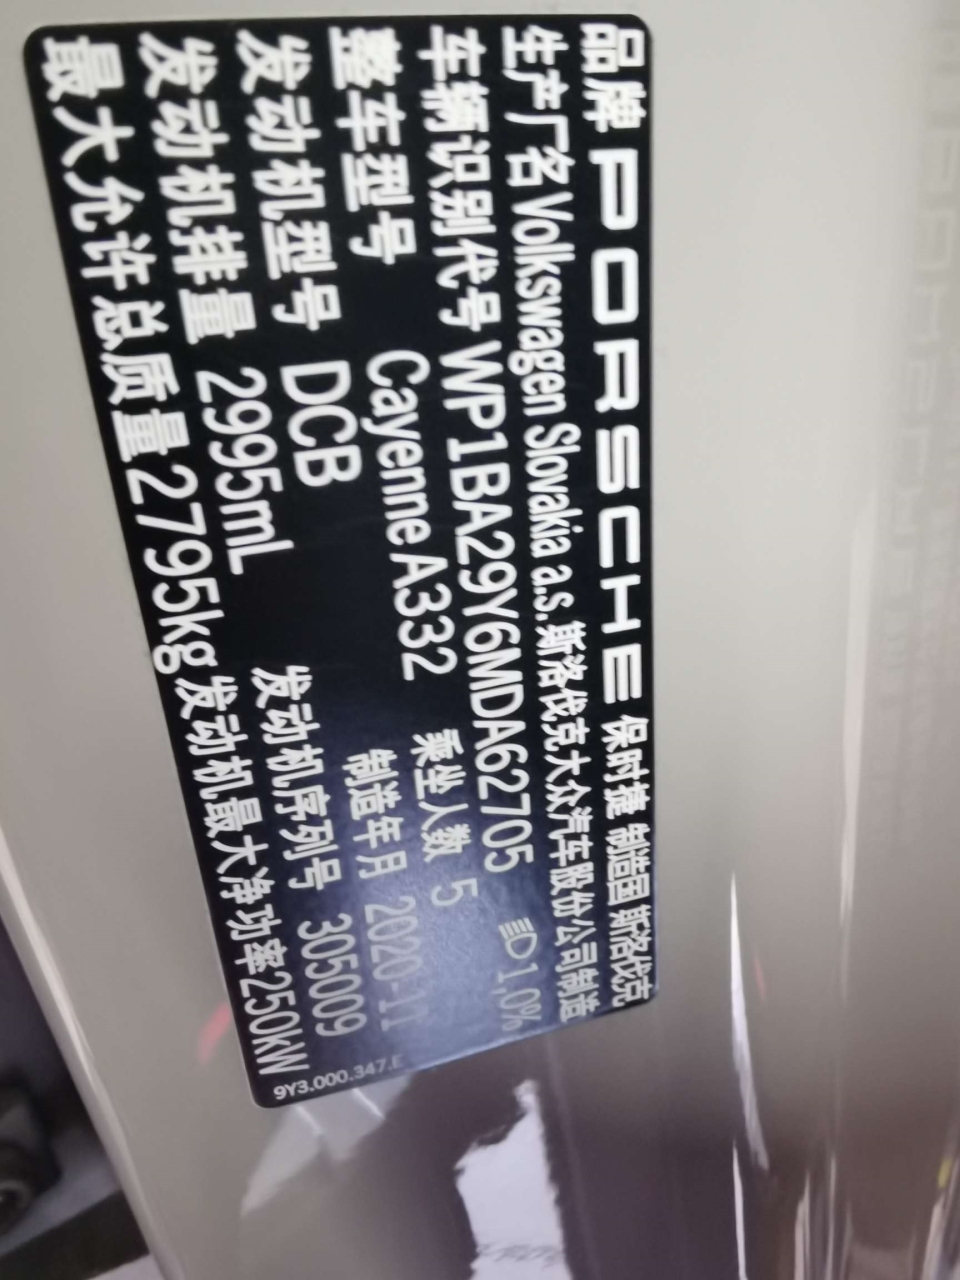 品牌 PORSCHE 保时捷 制造国 斯洛伐克
生产厂名 Volkswagen Slovakia a.s. 斯洛伐克大众汽车股份公司制造
车辆识别代号 WP1BA29Y6MDA62705 1,0%
整车型号 Cayenne A332 乘坐人数 5
发动机型号 DCB 制造年月 2020-11
发动机排量 2995mL 发动机序列号 305009
最大允许总质量 2795kg 发动机最大净功率 250kW
9Y3.000.347.E